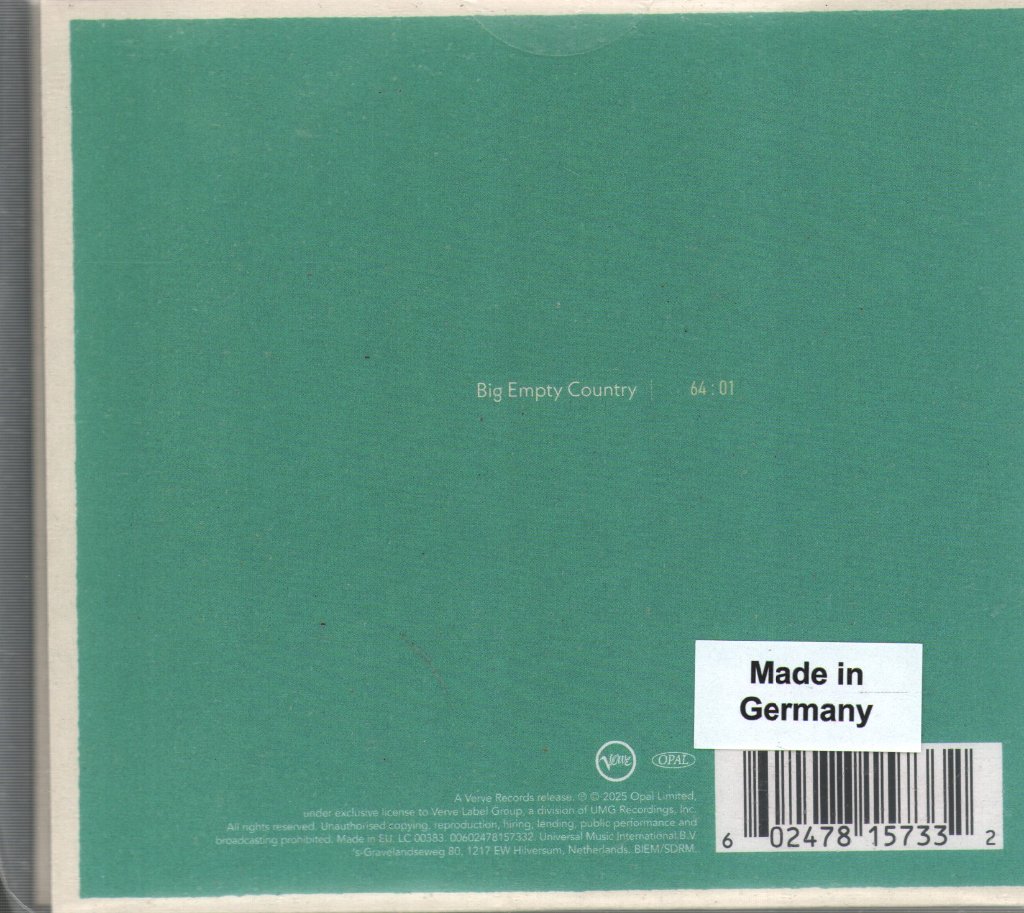 Big Empty Country | 64:01
Made in
Germany
Verve
OPAL
A Verve Records release. ℗ © 2025 Opal Limited,
under exclusive license to Verve Label Group, a division of UMG Recordings, Inc.
All rights reserved. Unauthorised copying, reproduction, hiring, lending, public performance and
broadcasting prohibited. Made in EU. LC 00383. 00602478157332. Universal Music International B.V.
's-Gravelandseweg 80, 1217 EW Hilversum, Netherlands. BIEM/SDRM.
6 02478 15733 2